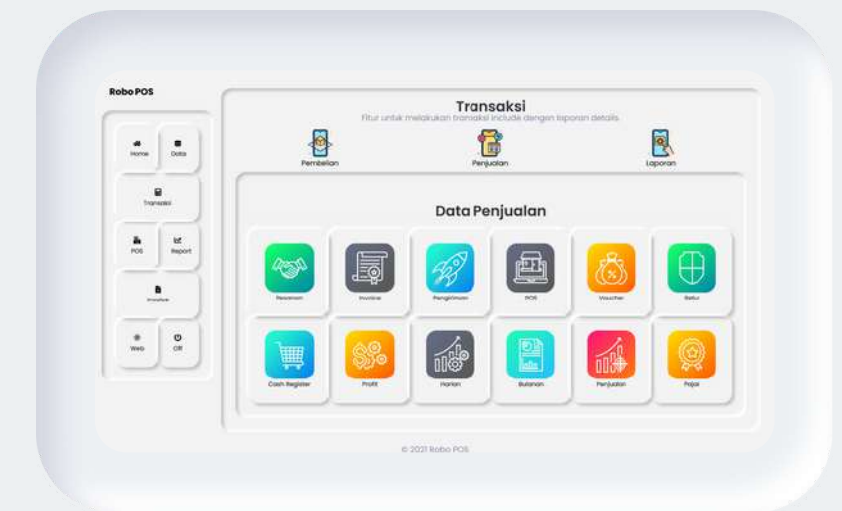 Robo POS
Home
Data
Transaksi
POS
Report
Web
Off
Transaksi
Fitur untuk melakukan transaksi include dengan laporan details.
Pembelian
Penjualan
Laporan
Data Penjualan
Pesanan
Invoice
Pengiriman
POS
Voucher
Retur
Cash Register
Profit
Harian
Bulanan
Penjualan
Pajak
© 2021 Robo POS